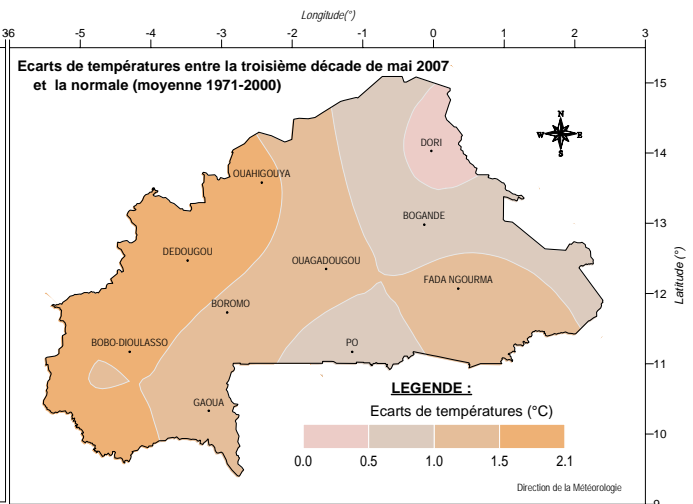 Longitude(°)
36 -5 -4 -3 -2 -1 0 1 2 3
Ecarts de températures entre la troisième décade de mai 2007
et la normale (moyenne 1971-2000)
15
N
W E
S
DORI
14
OUAHIGOUYA
BOGANDE
13
DEDOUGOU
OUAGADOUGOU
FADA NGOURMA
Latitude (°)
12
BOROMO
BOBO-DIOULASSO
PO
11
LEGENDE :
GAOUA
Ecarts de températures (°C)
10
0.0 0.5 1.0 1.5 2.1
Direction de la Météorologie
9